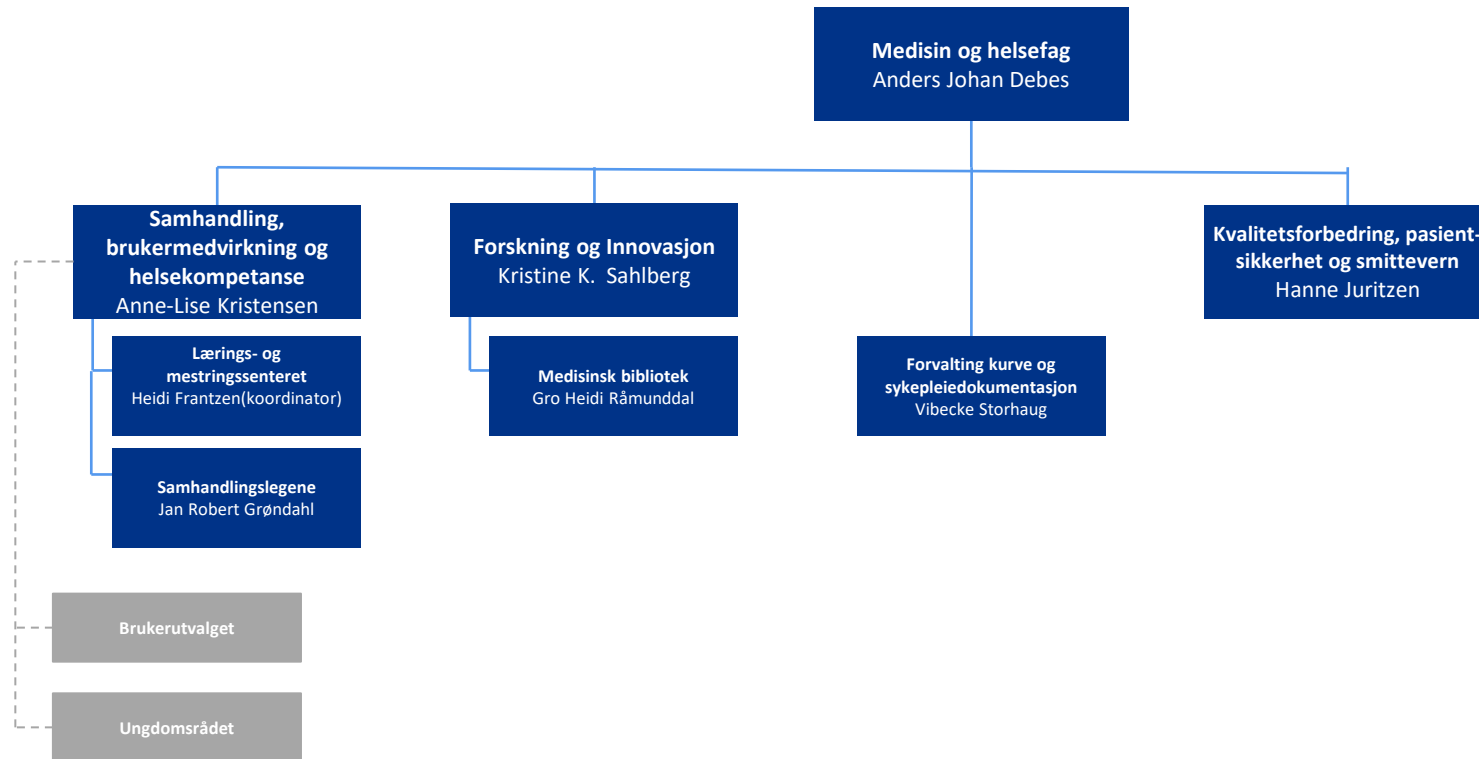 Medisin og helsefag
Anders Johan Debes
Samhandling,
brukermedvirkning og
helsekompetanse
Anne-Lise Kristensen
Forskning og Innovasjon
Kristine K. Sahlberg
Kvalitetsforbedring, pasient-
sikkerhet og smittevern
Hanne Juritzen
Lærings- og
mestringssenteret
Heidi Frantzen(koordinator)
Medisinsk bibliotek
Gro Heidi Råmunddal
Forvalting kurve og
sykepleiedokumentasjon
Vibecke Storhaug
Samhandlingslegene
Jan Robert Grøndahl
Brukerutvalget
Ungdomsrådet